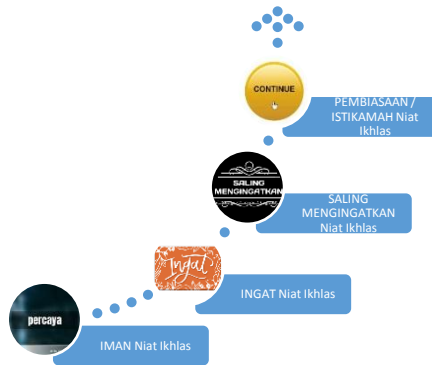 CONTINUE
PEMBIASAAN /
ISTIKAMAH Niat
Ikhlas
SALING
MENGINGATKAN
SALING
MENGINGATKAN
Niat Ikhlas
Ingat
INGAT Niat Ikhlas
percaya
IMAN Niat Ikhlas